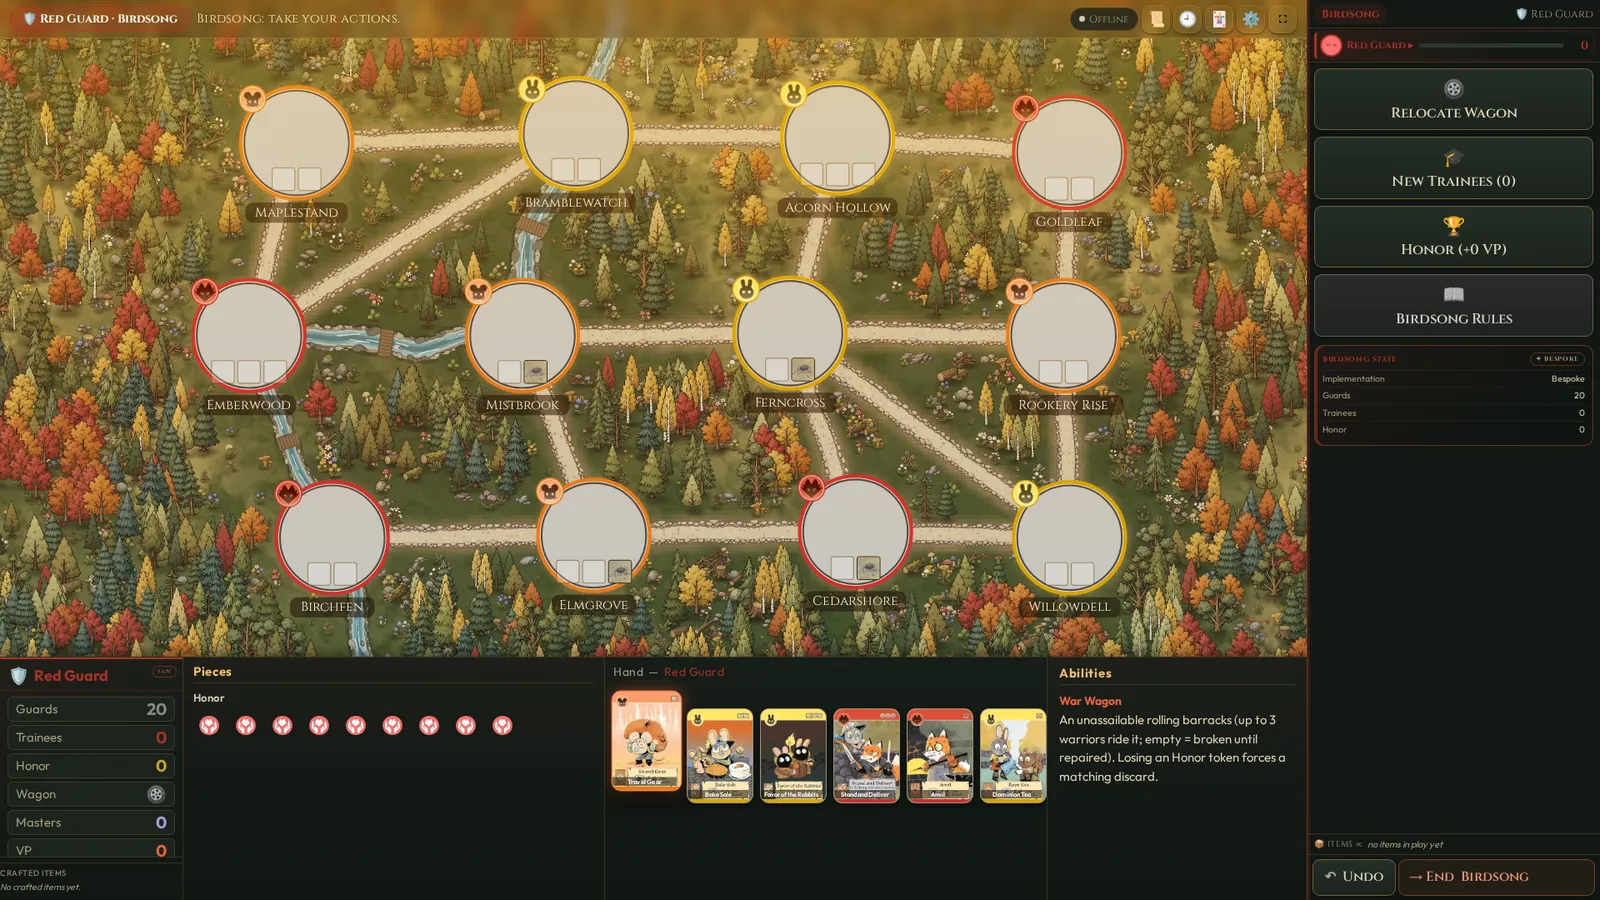 Red Guard · Birdsong
Birdsong: take your actions.
Offline
Maplestand
Bramblewatch
Acorn Hollow
Goldleaf
Emberwood
Mistbrook
Ferncross
Rookery Rise
Birchfen
Elmgrove
Cedarshore
Willowdell
Birdsong
Red Guard
Red Guard ▸
0
Relocate Wagon
New Trainees (0)
Honor (+0 VP)
Birdsong Rules
Birdsong State
✦ Bespoke
Implementation Bespoke
Guards 20
Trainees 0
Honor 0
Items ∝ no items in play yet
↶ Undo
→ End Birdsong
Red Guard
FAN
Guards 20
Trainees 0
Honor 0
Wagon
Masters 0
VP 0
CRAFTED ITEMS
No crafted items yet.
Pieces
Honor
Hand — Red Guard
Travel Gear
Bake Sale
Favor of the Rabbits
Stand and Deliver
Anvil
Dominion Tea
Abilities
War Wagon
An unassailable rolling barracks (up to 3
warriors ride it; empty = broken until
repaired). Losing an Honor token forces a
matching discard.